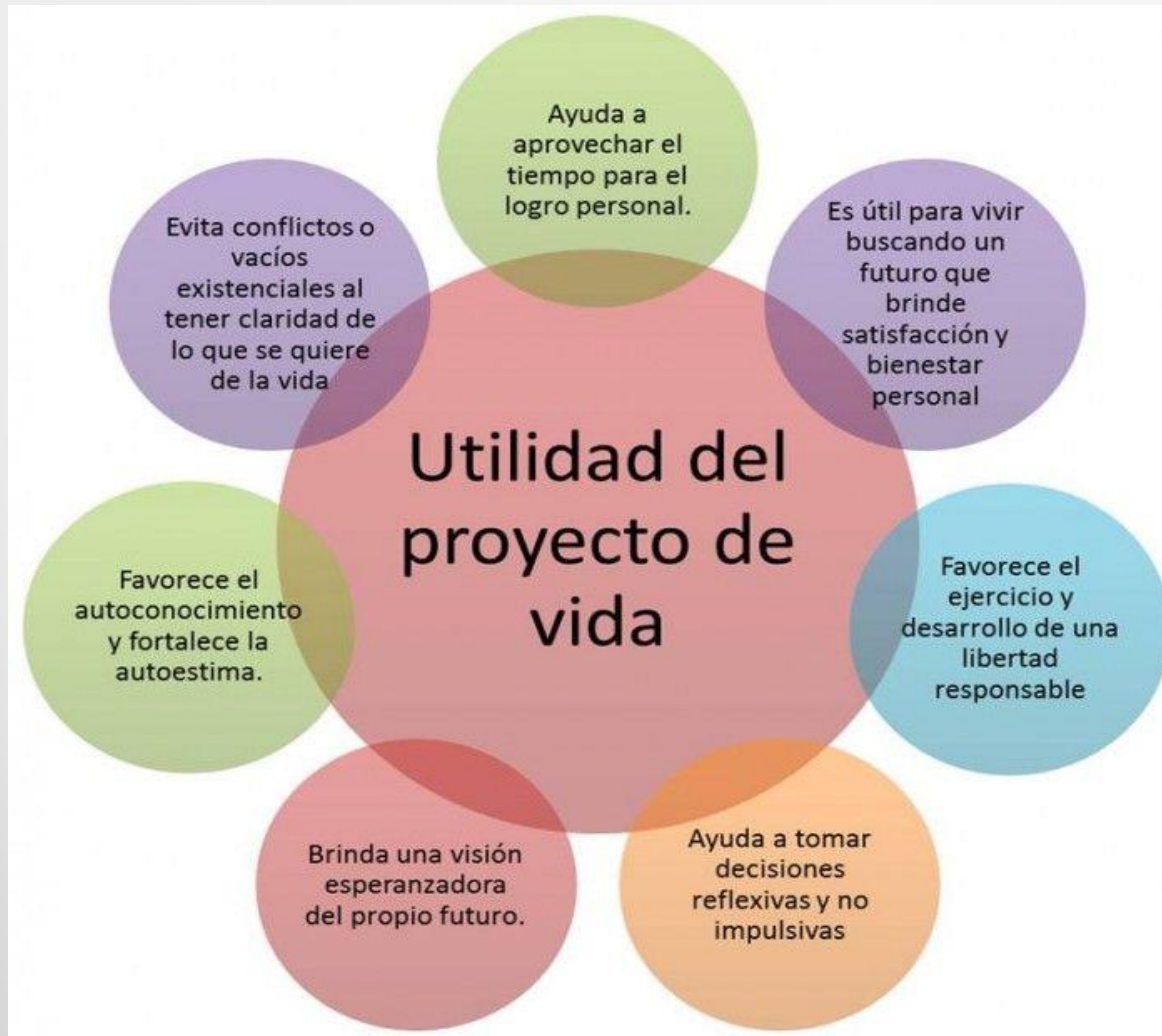 Ayuda a
aprovechar el
tiempo para el
logro personal.
Es útil para vivir
buscando un
futuro que
brinde
satisfacción y
bienestar
personal
Favorece el
ejercicio y
desarrollo de una
libertad
responsable
Ayuda a tomar
decisiones
reflexivas y no
impulsivas
Brinda una visión
esperanzadora
del propio futuro.
Favorece el
autoconocimiento
y fortalece la
autoestima.
Evita conflictos o
vacíos
existenciales al
tener claridad de
lo que se quiere
de la vida
Utilidad del
proyecto de
vida